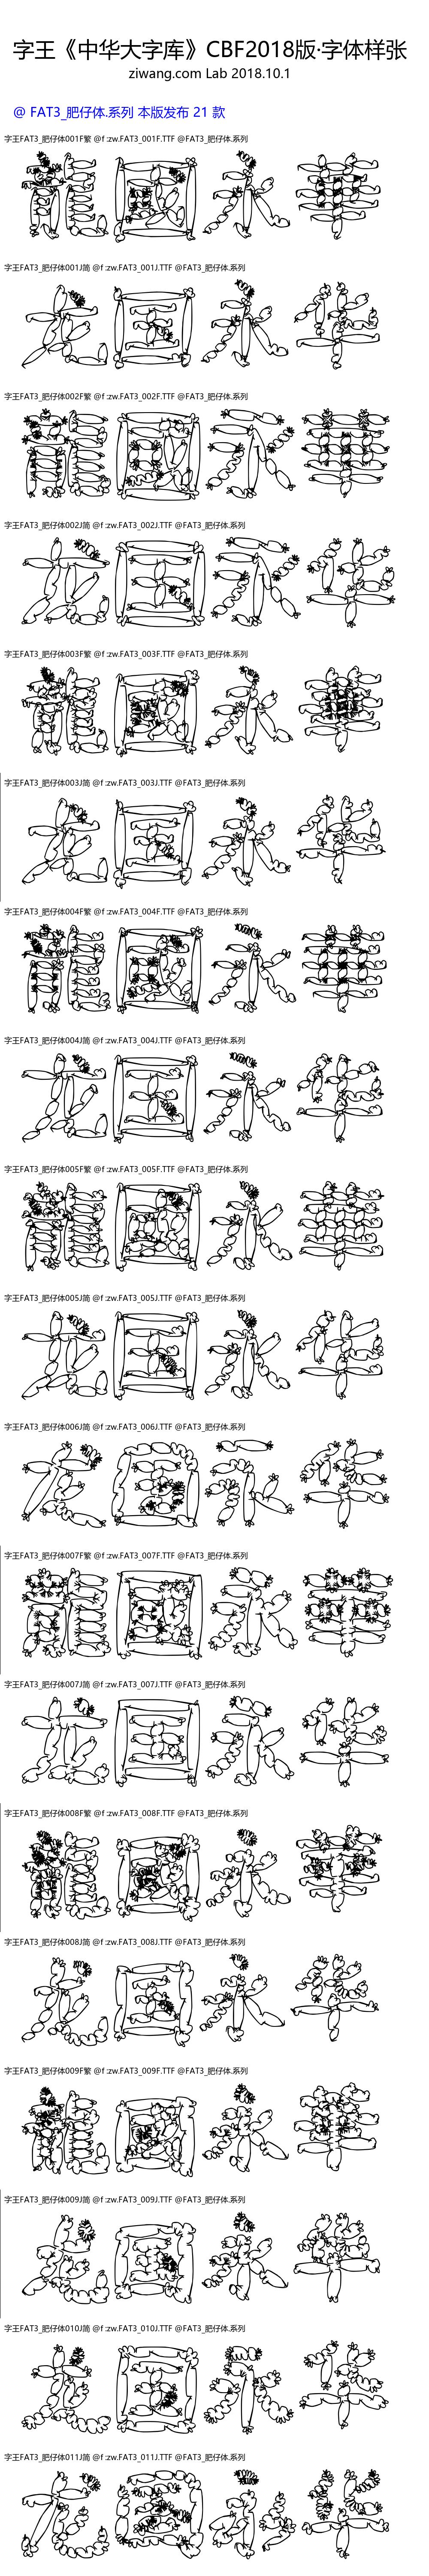 字王《中华大字库》CBF2018版·字体样张
ziwang.com Lab 2018.10.1
@ FAT3_肥仔体.系列 本版发布 21 款
字王FAT3_肥仔体001F繁 @f:zw.FAT3_001F.TTF @FAT3_肥仔体.系列
龍國永華
字王FAT3_肥仔体001J简 @f:zw.FAT3_001J.TTF @FAT3_肥仔体.系列
龙国永华
字王FAT3_肥仔体002F繁 @f:zw.FAT3_002F.TTF @FAT3_肥仔体.系列
龍國永華
字王FAT3_肥仔体002J简 @f:zw.FAT3_002J.TTF @FAT3_肥仔体.系列
龙国永华
字王FAT3_肥仔体003F繁 @f:zw.FAT3_003F.TTF @FAT3_肥仔体.系列
龍國永華
字王FAT3_肥仔体003J简 @f:zw.FAT3_003J.TTF @FAT3_肥仔体.系列
龙国永华
字王FAT3_肥仔体004F繁 @f:zw.FAT3_004F.TTF @FAT3_肥仔体.系列
龍國永華
字王FAT3_肥仔体004J简 @f:zw.FAT3_004J.TTF @FAT3_肥仔体.系列
龙国永华
字王FAT3_肥仔体005F繁 @f:zw.FAT3_005F.TTF @FAT3_肥仔体.系列
龍國永華
字王FAT3_肥仔体005J简 @f:zw.FAT3_005J.TTF @FAT3_肥仔体.系列
龙国永华
字王FAT3_肥仔体006J简 @f:zw.FAT3_006J.TTF @FAT3_肥仔体.系列
龙国永华
字王FAT3_肥仔体007F繁 @f:zw.FAT3_007F.TTF @FAT3_肥仔体.系列
龍國永華
字王FAT3_肥仔体007J简 @f:zw.FAT3_007J.TTF @FAT3_肥仔体.系列
龙国永华
字王FAT3_肥仔体008F繁 @f:zw.FAT3_008F.TTF @FAT3_肥仔体.系列
龍國永華
字王FAT3_肥仔体008J简 @f:zw.FAT3_008J.TTF @FAT3_肥仔体.系列
龙国永华
字王FAT3_肥仔体009F繁 @f:zw.FAT3_009F.TTF @FAT3_肥仔体.系列
龍國永華
字王FAT3_肥仔体009J简 @f:zw.FAT3_009J.TTF @FAT3_肥仔体.系列
龙国永华
字王FAT3_肥仔体010J简 @f:zw.FAT3_010J.TTF @FAT3_肥仔体.系列
龙国永华
字王FAT3_肥仔体011J简 @f:zw.FAT3_011J.TTF @FAT3_肥仔体.系列
龙国永华